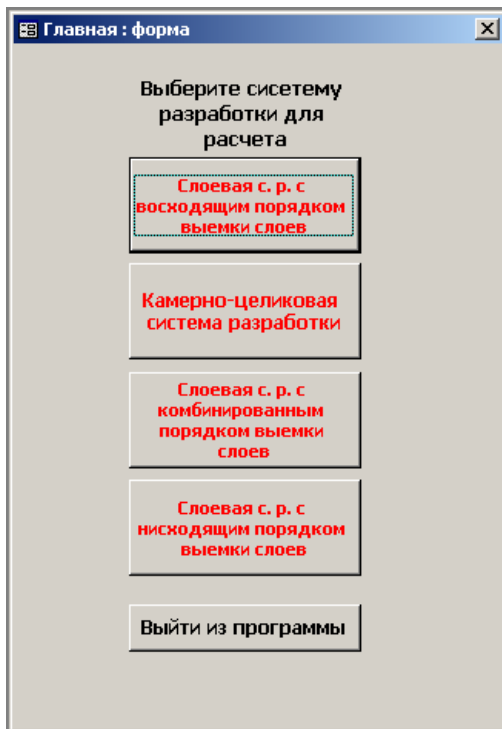 Главная : форма
Выберите сисетему
разработки для
расчета
Слоевая с. р. с
восходящим порядком
выемки слоев
Камерно-целиковая
система разработки
Слоевая с. р. с
комбинированным
порядком выемки
слоев
Слоевая с. р. с
нисходящим порядком
выемки слоев
Выйти из программы